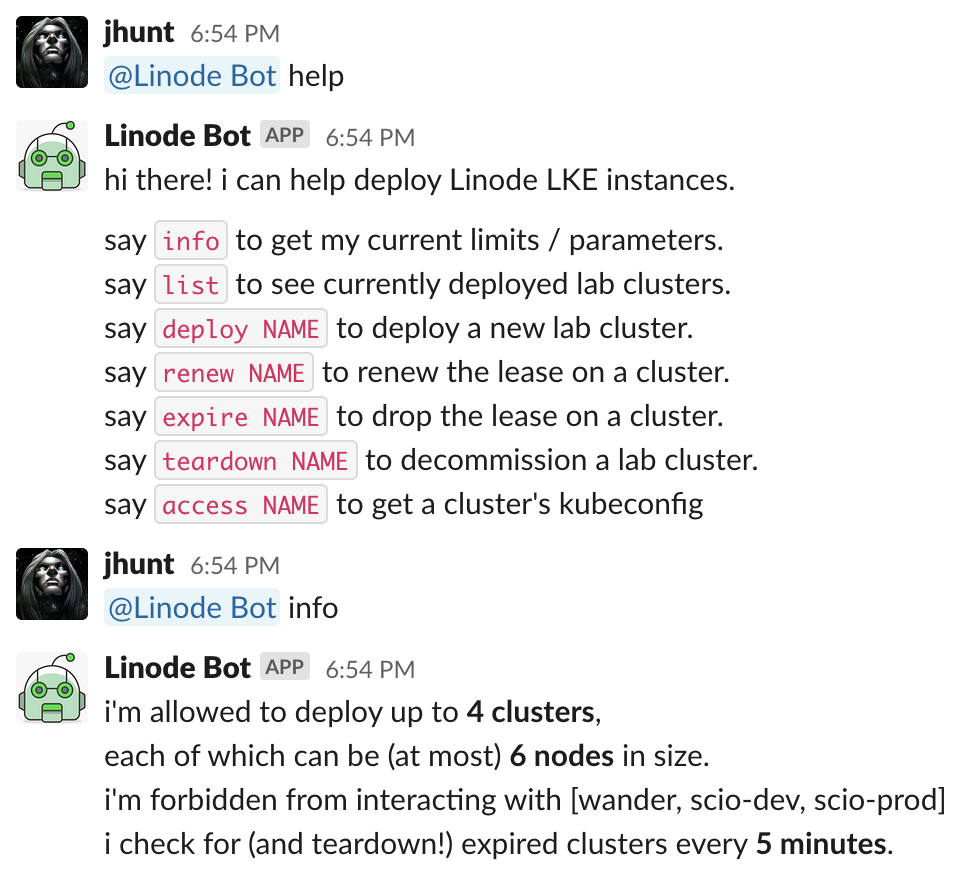 jhunt 6:54 PM
@Linode Bot help
Linode Bot APP 6:54 PM
hi there! i can help deploy Linode LKE instances.
say info to get my current limits / parameters.
say list to see currently deployed lab clusters.
say deploy NAME to deploy a new lab cluster.
say renew NAME to renew the lease on a cluster.
say expire NAME to drop the lease on a cluster.
say teardown NAME to decommission a lab cluster.
say access NAME to get a cluster's kubeconfig
jhunt 6:54 PM
@Linode Bot info
Linode Bot APP 6:54 PM
i'm allowed to deploy up to 4 clusters,
each of which can be (at most) 6 nodes in size.
i'm forbidden from interacting with [wander, scio-dev, scio-prod]
i check for (and teardown!) expired clusters every 5 minutes.